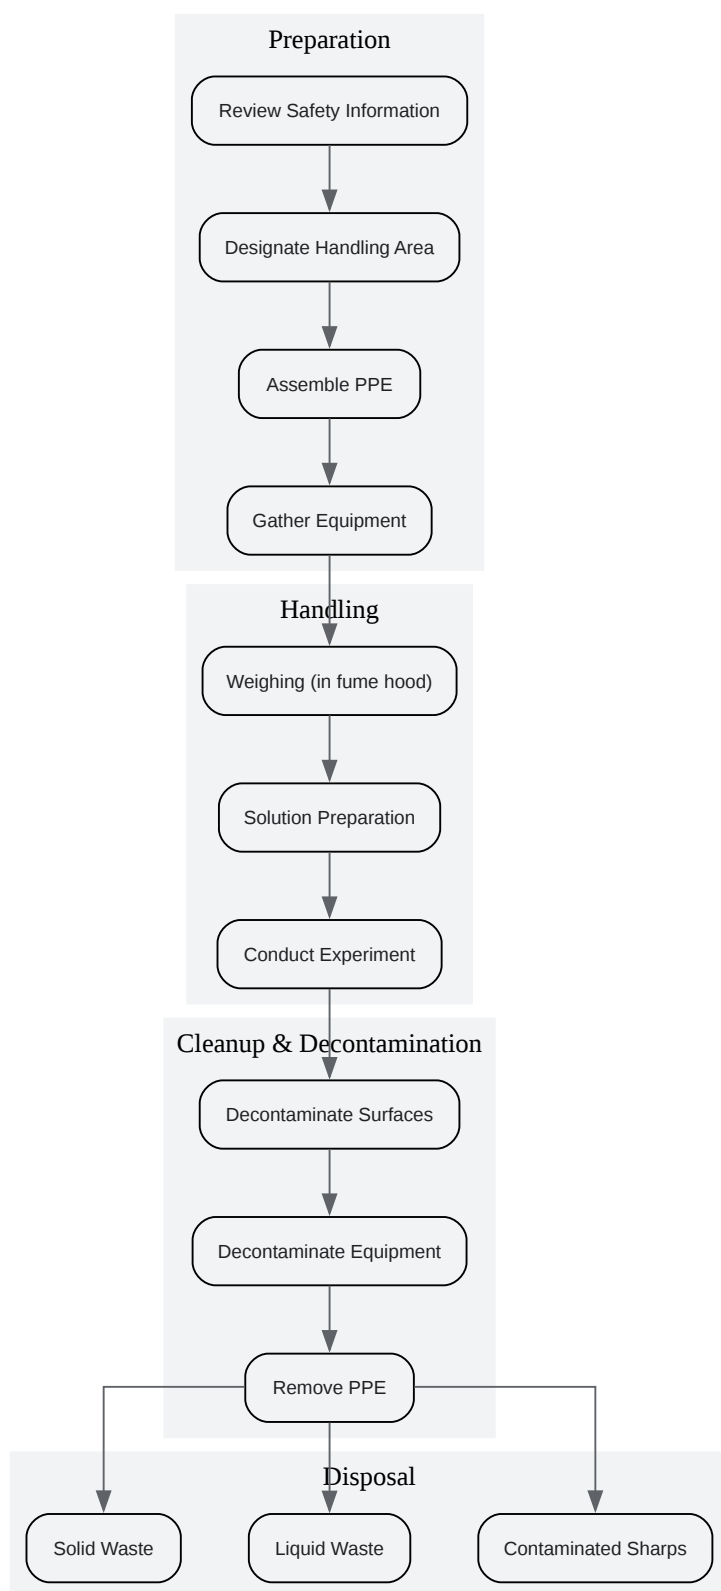 Preparation
Review Safety Information
Designate Handling Area
Assemble PPE
Gather Equipment
Handling
Weighing (in fume hood)
Solution Preparation
Conduct Experiment
Cleanup & Decontamination
Decontaminate Surfaces
Decontaminate Equipment
Remove PPE
Disposal
Solid Waste
Liquid Waste
Contaminated Sharps